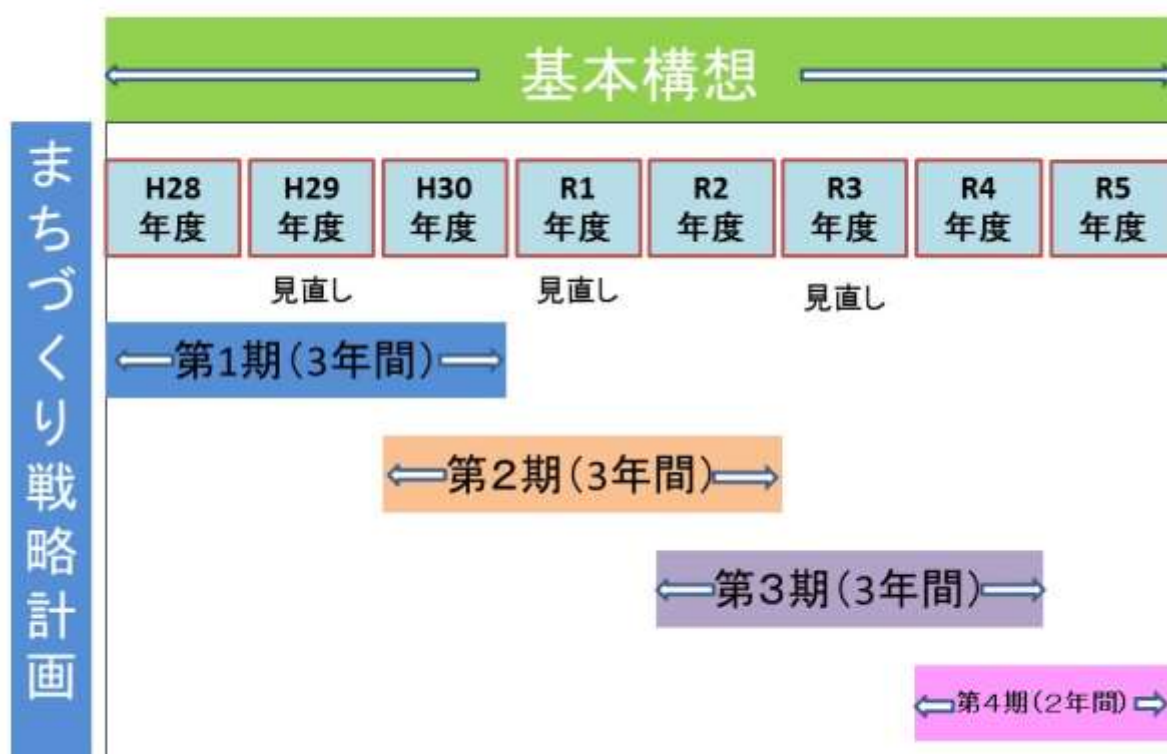 基本構想
まちづくり戦略計画
H28
年度
H29
年度
H30
年度
R1
年度
R2
年度
R3
年度
R4
年度
R5
年度
見直し
見直し
見直し
第1期(3年間)
第2期(3年間)
第3期(3年間)
第4期(2年間)